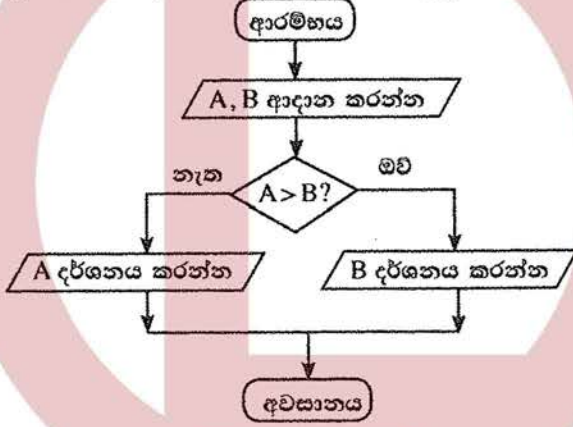 ආරම්භය
A, B ආදාන කරන්න
නැත
ඔව්
A > B?
A දර්ශනය කරන්න
B දර්ශනය කරන්න
අවසානය